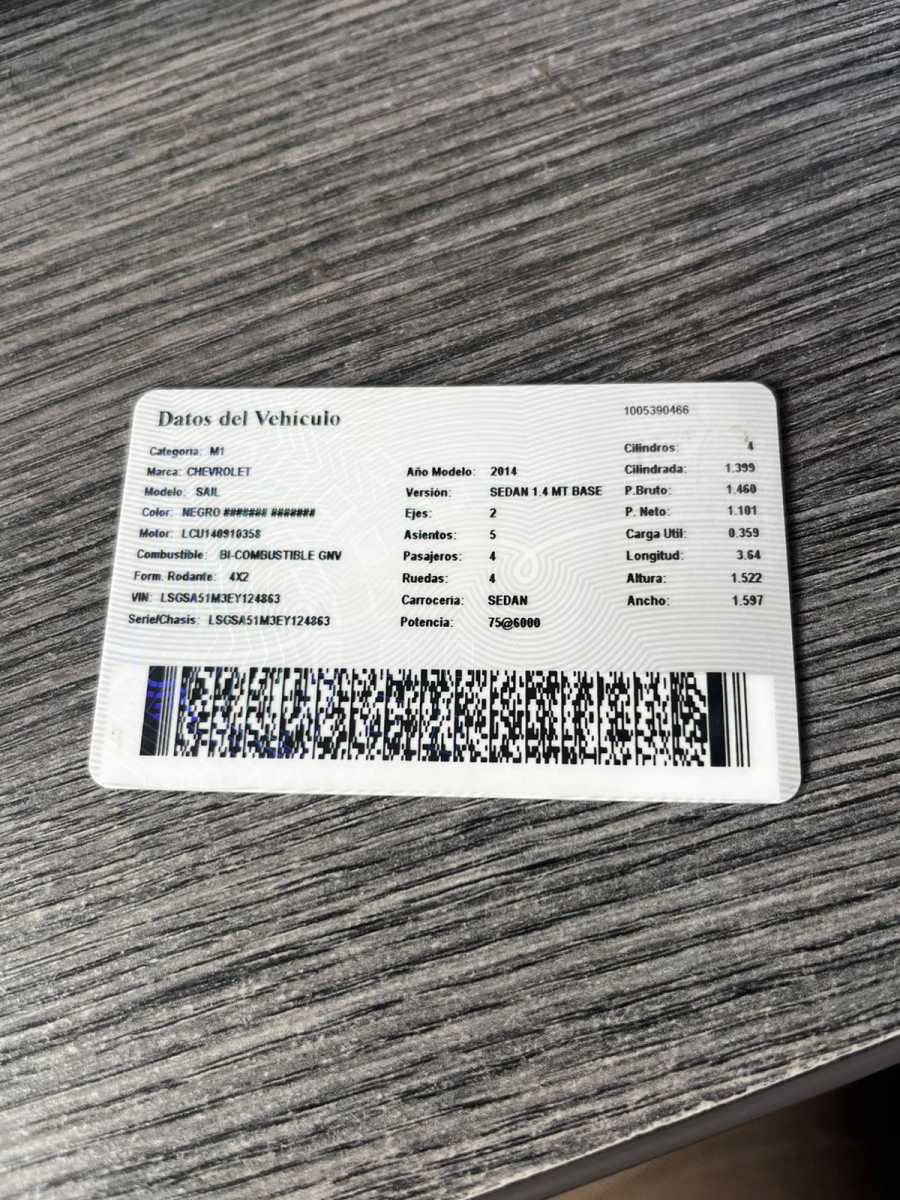 Datos del Vehículo
1005390466
Categoria: M1
Marca: CHEVROLET
Modelo: SAIL
Color: NEGRO ####### #######
Motor: LCU140910358
Combustible: BI-COMBUSTIBLE GNV
Form. Rodante: 4X2
VIN: LSGSA51M3EY124863
Serie/Chasis: LSGSA51M3EY124863
Año Modelo: 2014
Versión: SEDAN 1.4 MT BASE
Ejes: 2
Asientos: 5
Pasajeros: 4
Ruedas: 4
Carrocería: SEDAN
Potencia: 75@6000
Cilindros: 4
Cilindrada: 1.399
P.Bruto: 1.460
P. Neto: 1.101
Carga Util: 0.359
Longitud: 3.64
Altura: 1.522
Ancho: 1.597